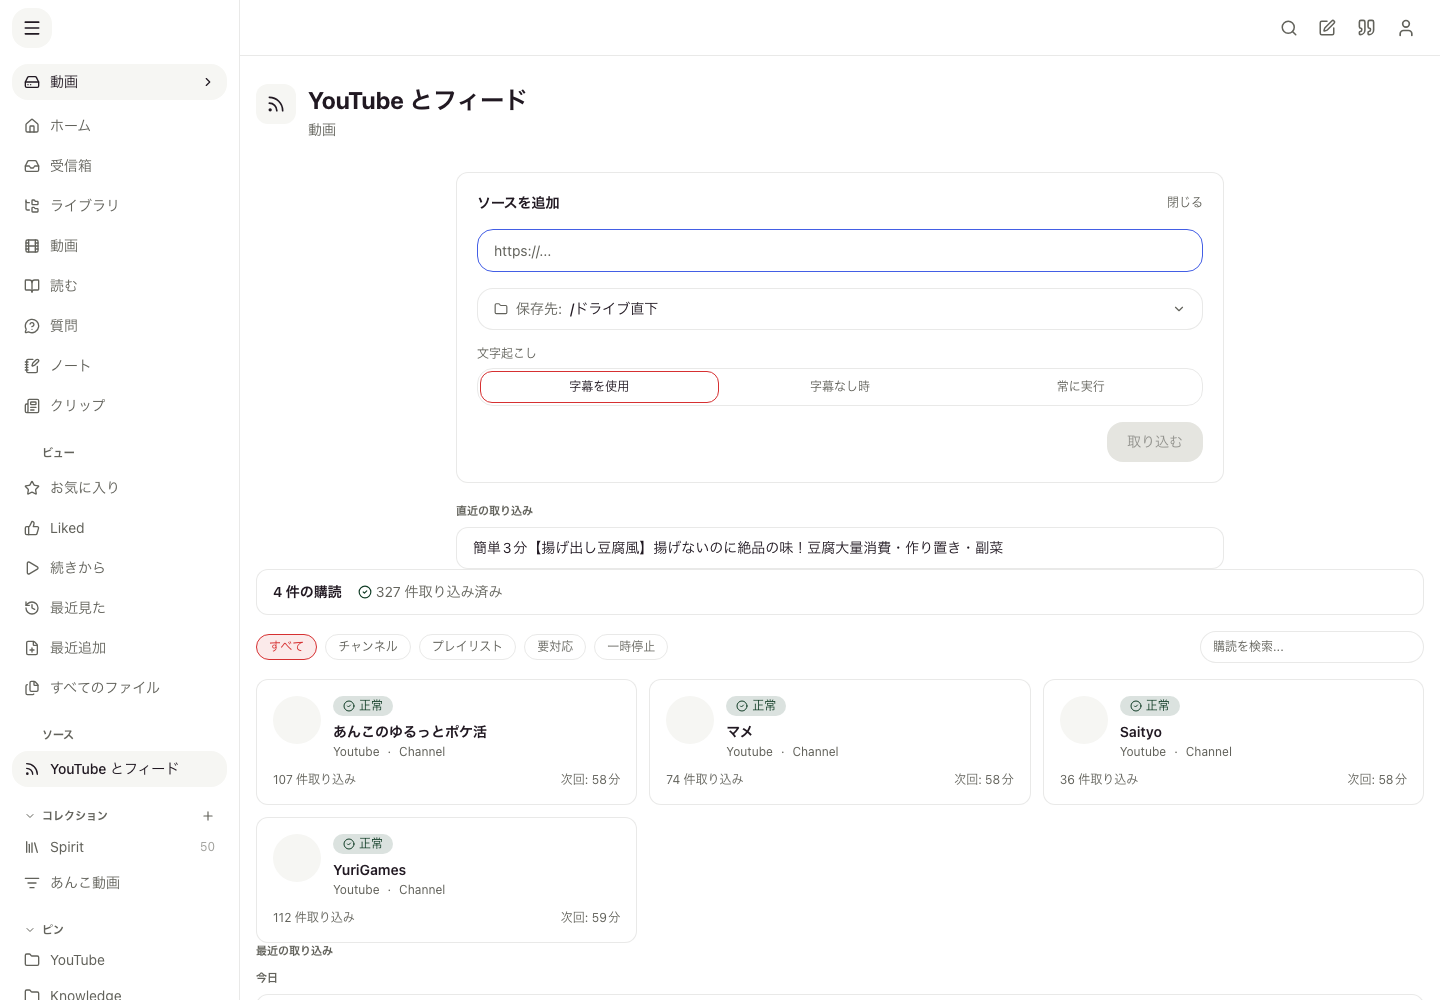 動画
ホーム
受信箱
ライブラリ
動画
読む
質問
ノート
クリップ
ビュー
お気に入り
Liked
続きから
最近見た
最近追加
すべてのファイル
ソース
YouTube とフィード
コレクション
Spirit 50
あんこ動画
ピン
YouTube
Knowledge
YouTube とフィード
動画
ソースを追加 閉じる
https://...
保存先: /ドライブ直下
文字起こし
字幕を使用 字幕なし時 常に実行
取り込む
直近の取り込み
簡単3分【揚げ出し豆腐風】揚げないのに絶品の味！豆腐大量消費・作り置き・副菜
4 件の購読 327 件取り込み済み
すべて チャンネル プレイリスト 要対応 一時停止 購読を検索...
正常
あんこのゆるっとポケ活
Youtube · Channel
107 件取り込み 次回: 58分
正常
マメ
Youtube · Channel
74 件取り込み 次回: 58分
正常
Saityo
Youtube · Channel
36 件取り込み 次回: 58分
正常
YuriGames
Youtube · Channel
112 件取り込み 次回: 59分
最近の取り込み
今日